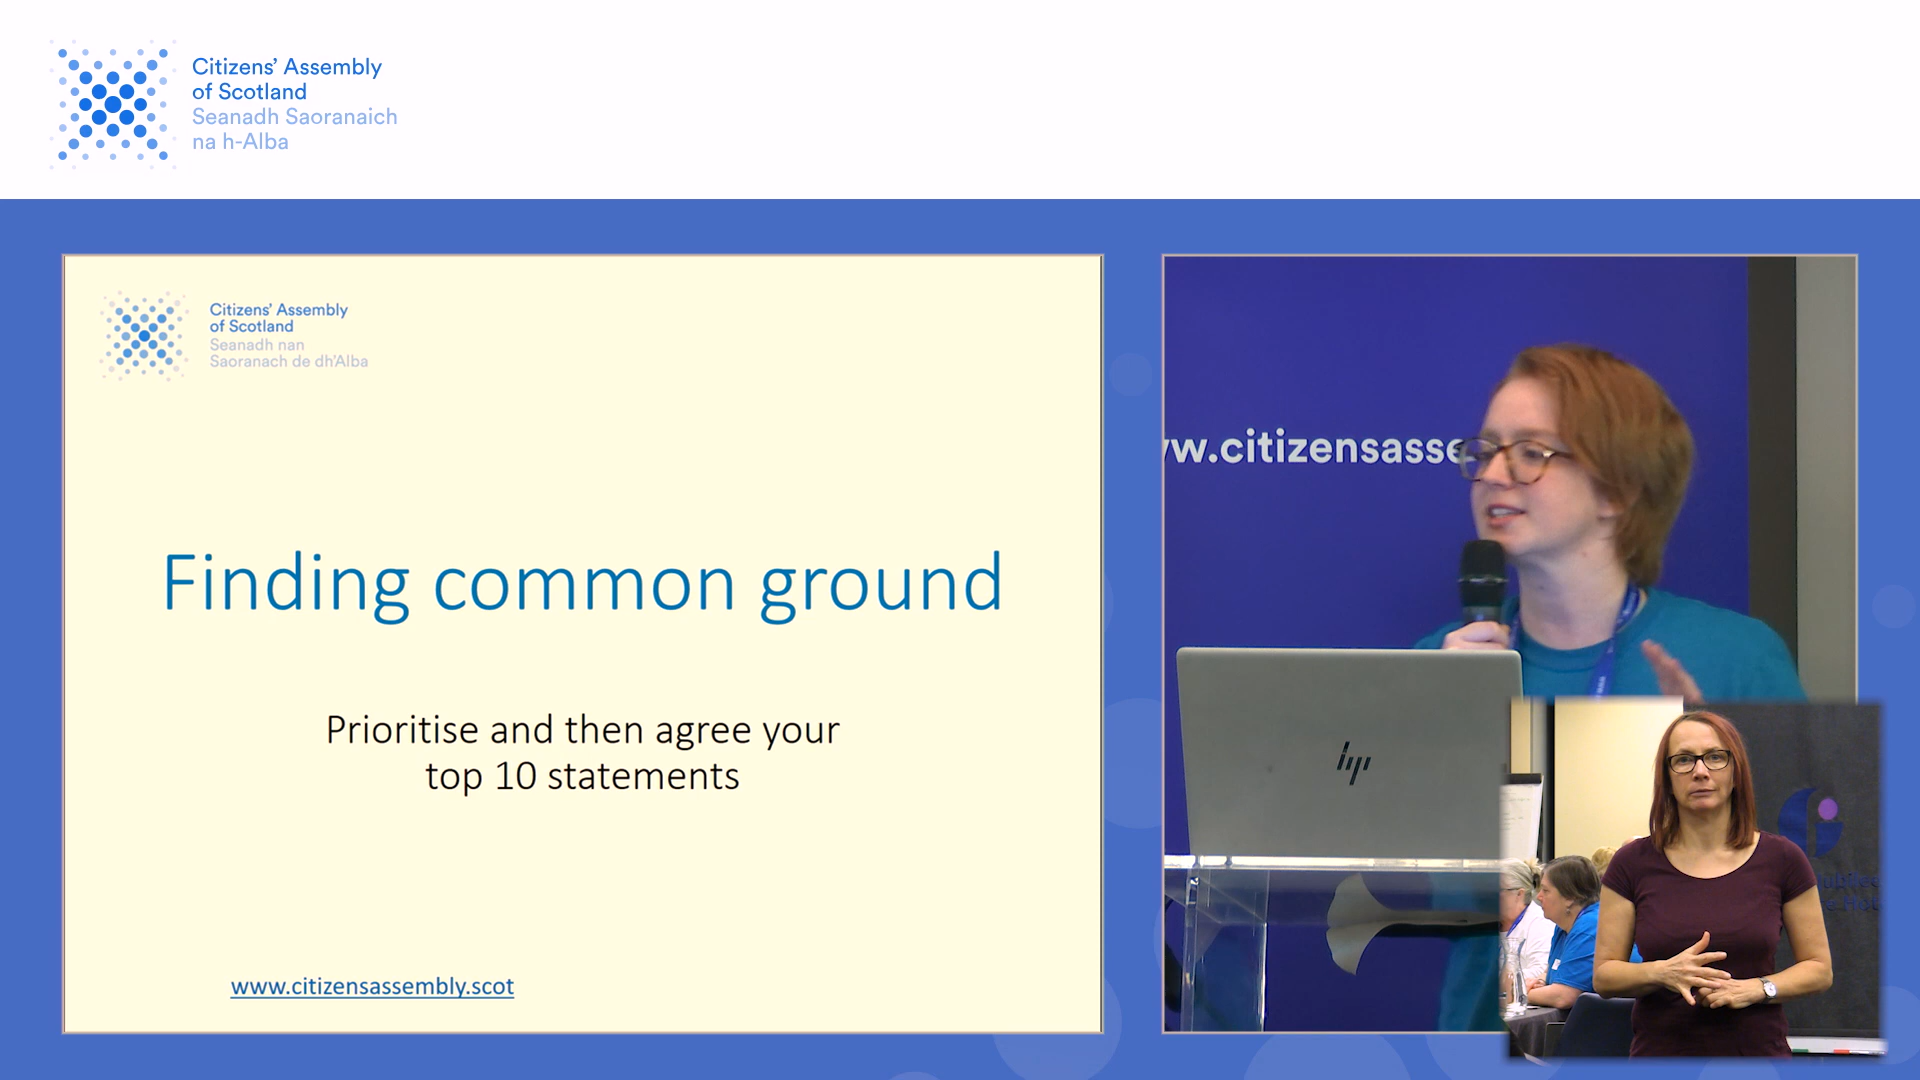 Citizens’ Assembly
of Scotland
Seanadh Saoranaich
na h-Alba
Citizens’ Assembly
of Scotland
Seanadh nan
Saoranach de dh’Alba
Finding common ground
Prioritise and then agree your
top 10 statements
www.citizensassembly.scot
w.citizensasse
hp